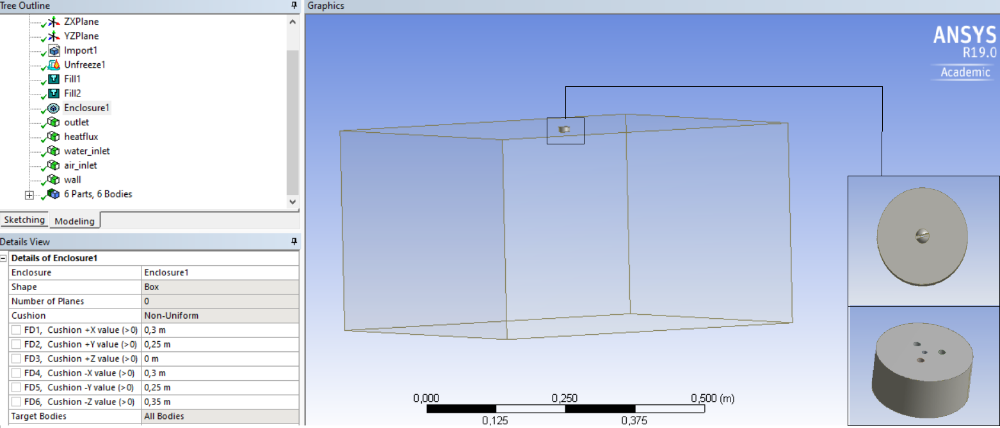 Tree Outline
ZXPlane
YZPlane
Import1
Unfreeze1
Fill1
Fill2
Enclosure1
outlet
heatflux
water_inlet
air_inlet
wall
6 Parts, 6 Bodies
Sketching Modeling
Details View
Details of Enclosure1
Enclosure Enclosure1
Shape Box
Number of Planes 0
Cushion Non-Uniform
FD1, Cushion +X value (>0) 0,3 m
FD2, Cushion +Y value (>0) 0,25 m
FD3, Cushion +Z value (>0) 0 m
FD4, Cushion -X value (>0) 0,3 m
FD5, Cushion -Y value (>0) 0,25 m
FD6, Cushion -Z value (>0) 0,35 m
Target Bodies All Bodies
Graphics
ANSYS
R19.0
Academic
0,000 0,250 0,500 (m)
0,125 0,375